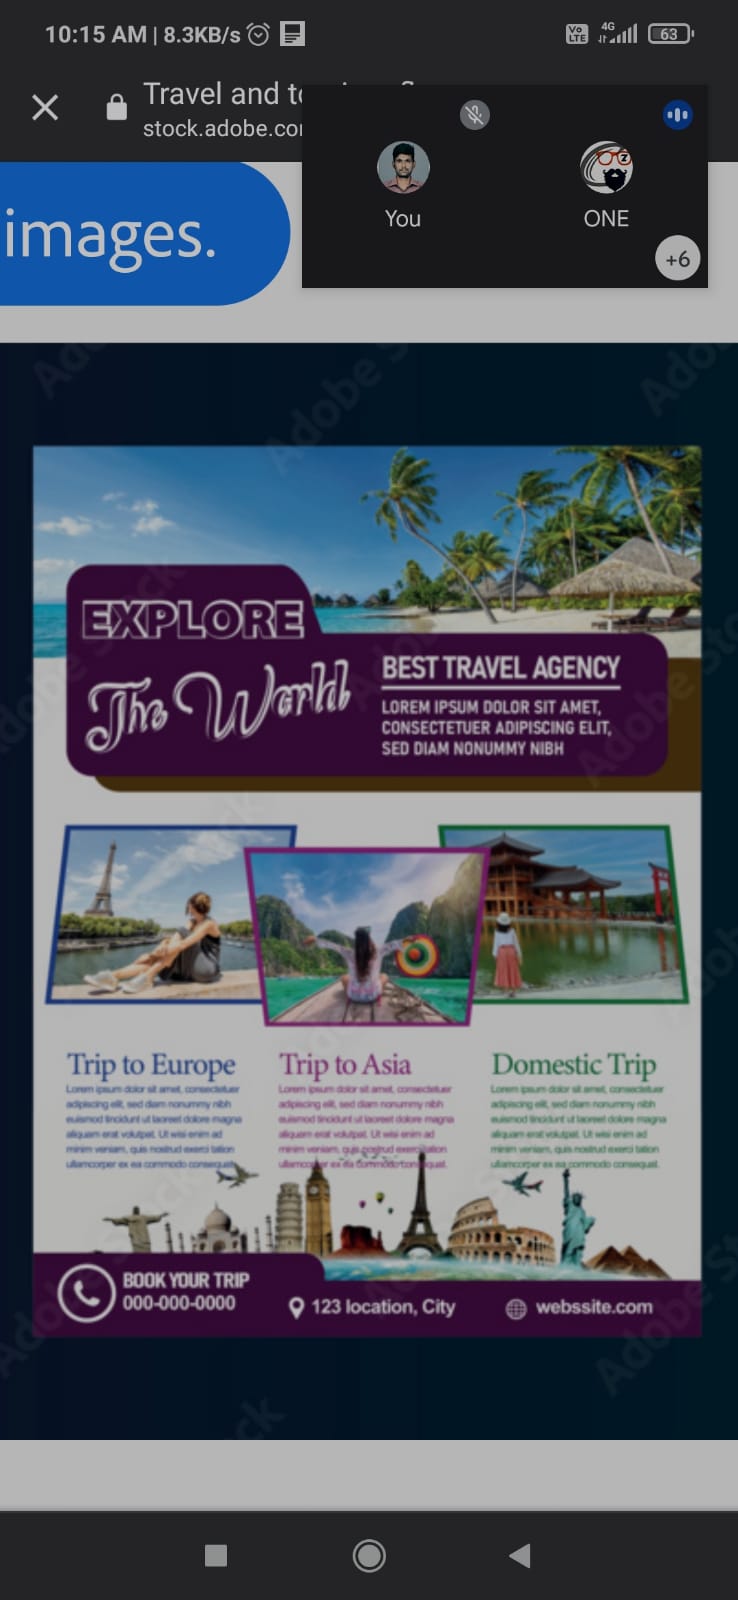 10:15 AM | 8.3KB/s
Vo LTE 4G 63
Travel and to
stock.adobe.co
You
ONE
+6
images.
EXPLORE
The World
BEST TRAVEL AGENCY
LOREM IPSUM DOLOR SIT AMET,
CONSECTETUER ADIPISCING ELIT,
SED DIAM NONUMMY NIBH
Trip to Europe
Lorem ipsum dolor sit amet, consectetuer
adipiscing elit, sed diam nonummy nibh
euismod tincidunt ut laoreet dolore magna
aliquam erat volutpat. Ut wisi enim ad
minim veniam, quis nostrud exerci tation
ullamcorper ex ea commodo consequat.
Trip to Asia
Lorem ipsum dolor sit amet, consectetuer
adipiscing elit, sed diam nonummy nibh
euismod tincidunt ut laoreet dolore magna
aliquam erat volutpat. Ut wisi enim ad
minim veniam, quis nostrud exerci tation
ullamcorper ex ea commodo consequat.
Domestic Trip
Lorem ipsum dolor sit amet, consectetuer
adipiscing elit, sed diam nonummy nibh
euismod tincidunt ut laoreet dolore magna
aliquam erat volutpat. Ut wisi enim ad
minim veniam, quis nostrud exerci tation
ullamcorper ex ea commodo consequat.
BOOK YOUR TRIP
000-000-0000
123 location, City
webssite.com
Adobe Stock